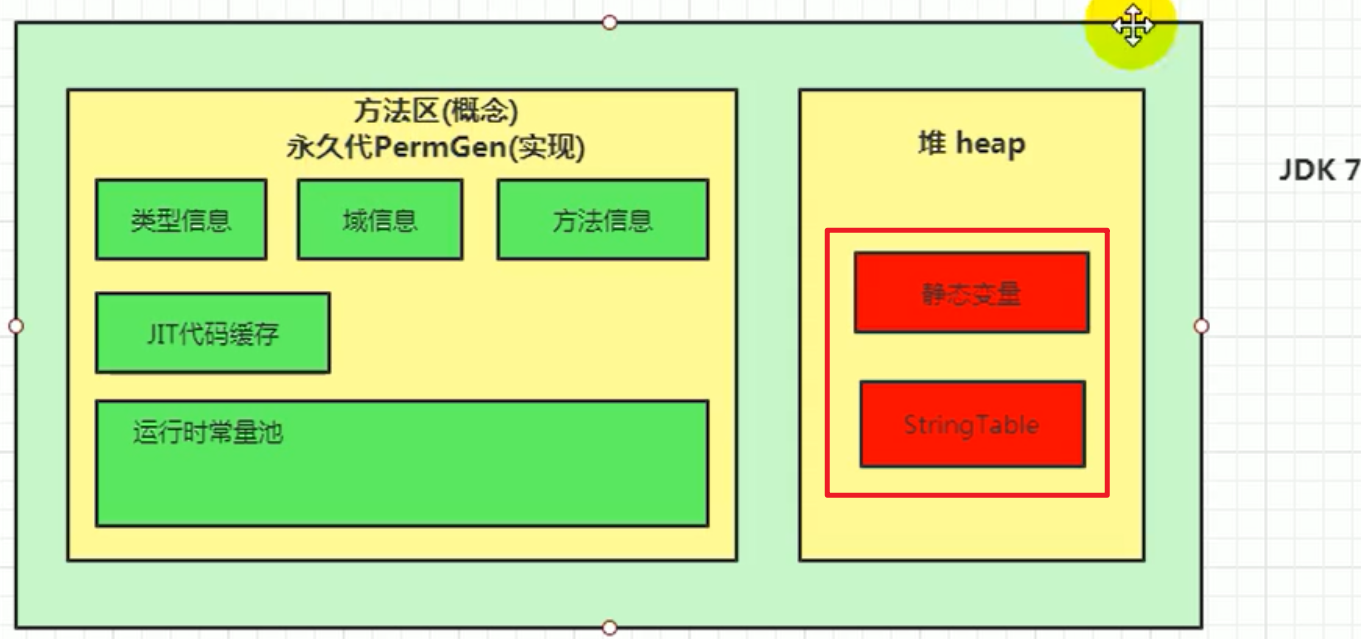 方法区(概念)
永久代PermGen(实现)
类型信息
域信息
方法信息
JIT代码缓存
运行时常量池
堆 heap
静态变量
StringTable
JDK 7